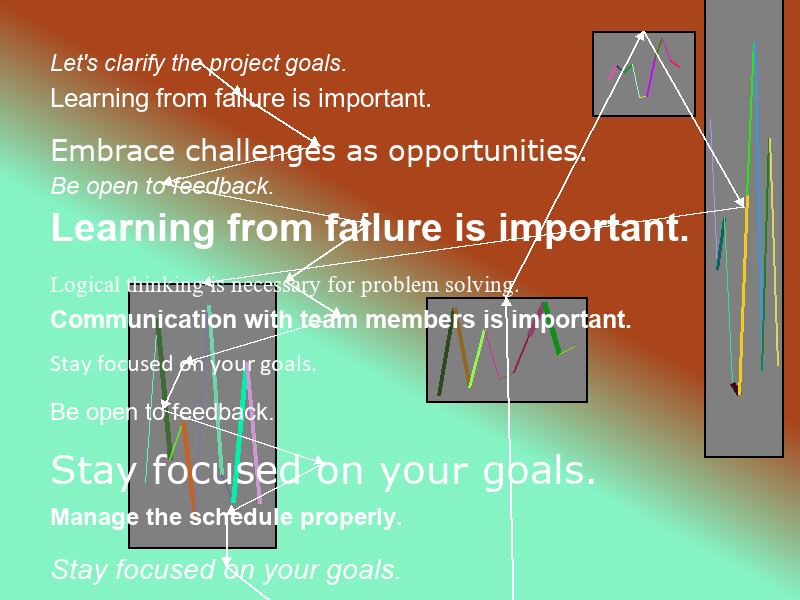 Let's clarify the project goals.
Learning from failure is important.
Embrace challenges as opportunities.
Be open to feedback.
Learning from failure is important.
Logical thinking is necessary for problem solving.
Communication with team members is important.
Stay focused on your goals.
Be open to feedback.
Stay focused on your goals.
Manage the schedule properly.
Stay focused on your goals.